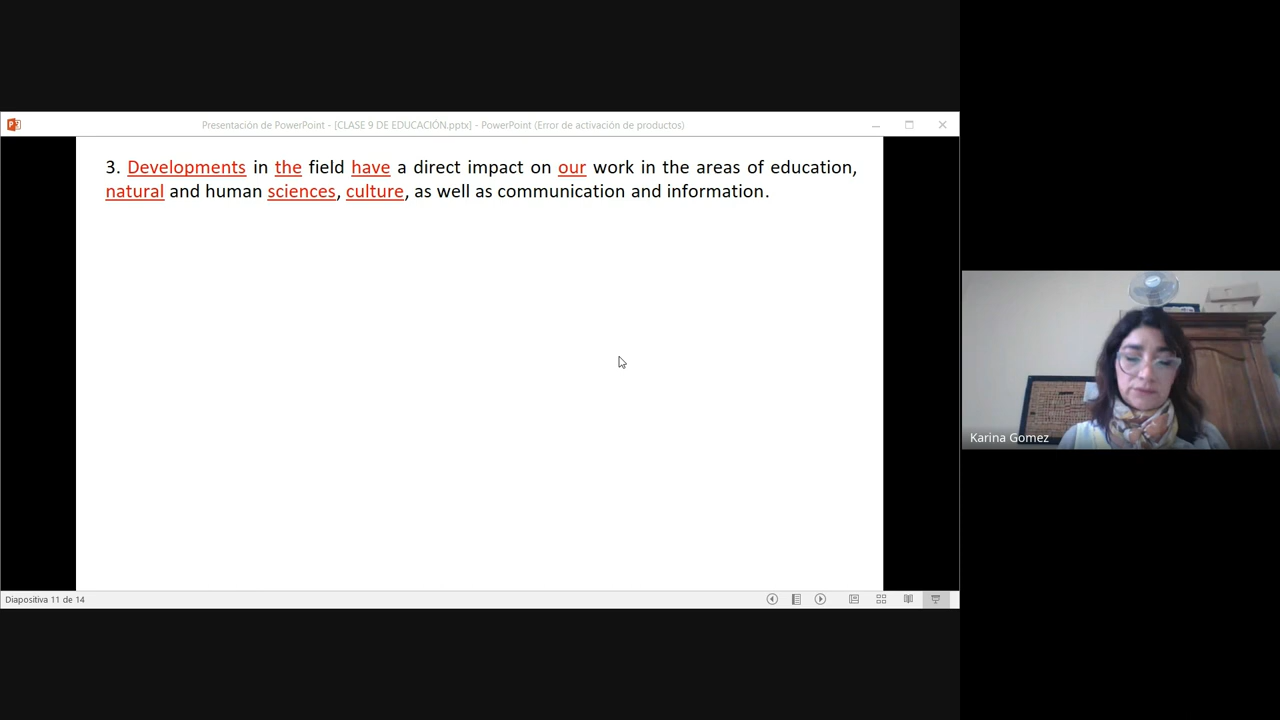 Presentación de PowerPoint - [CLASE 9 DE EDUCACIÓN.pptx] - PowerPoint (Error de activación de productos)
3. Developments in the field have a direct impact on our work in the areas of education,
natural and human sciences, culture, as well as communication and information.
Karina Gomez
Diapositiva 11 de 14